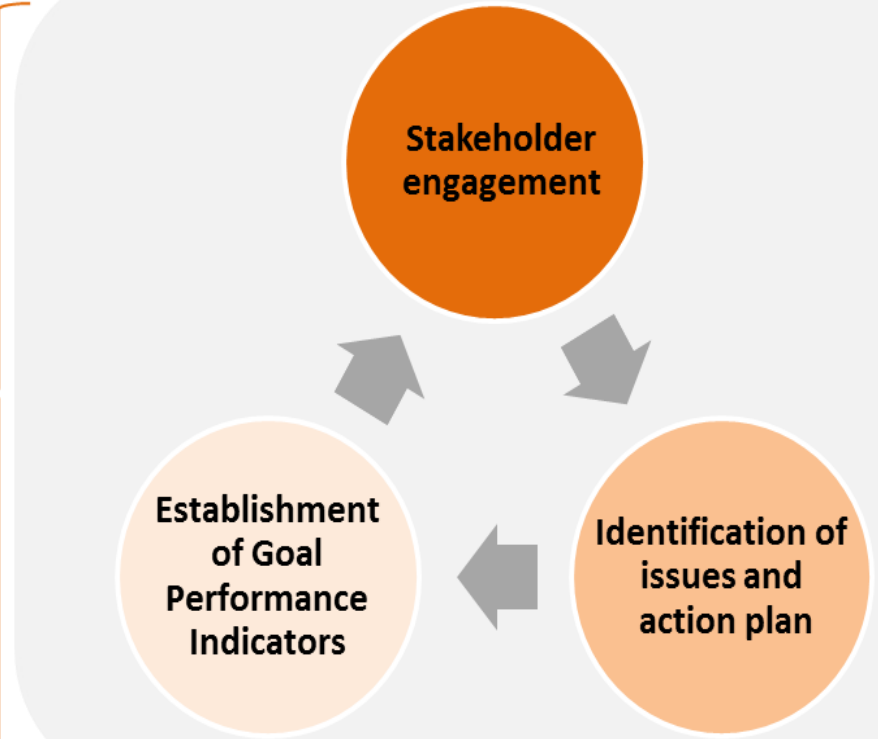 Stakeholder
engagement
Identification of
issues and
action plan
Establishment
of Goal
Performance
Indicators